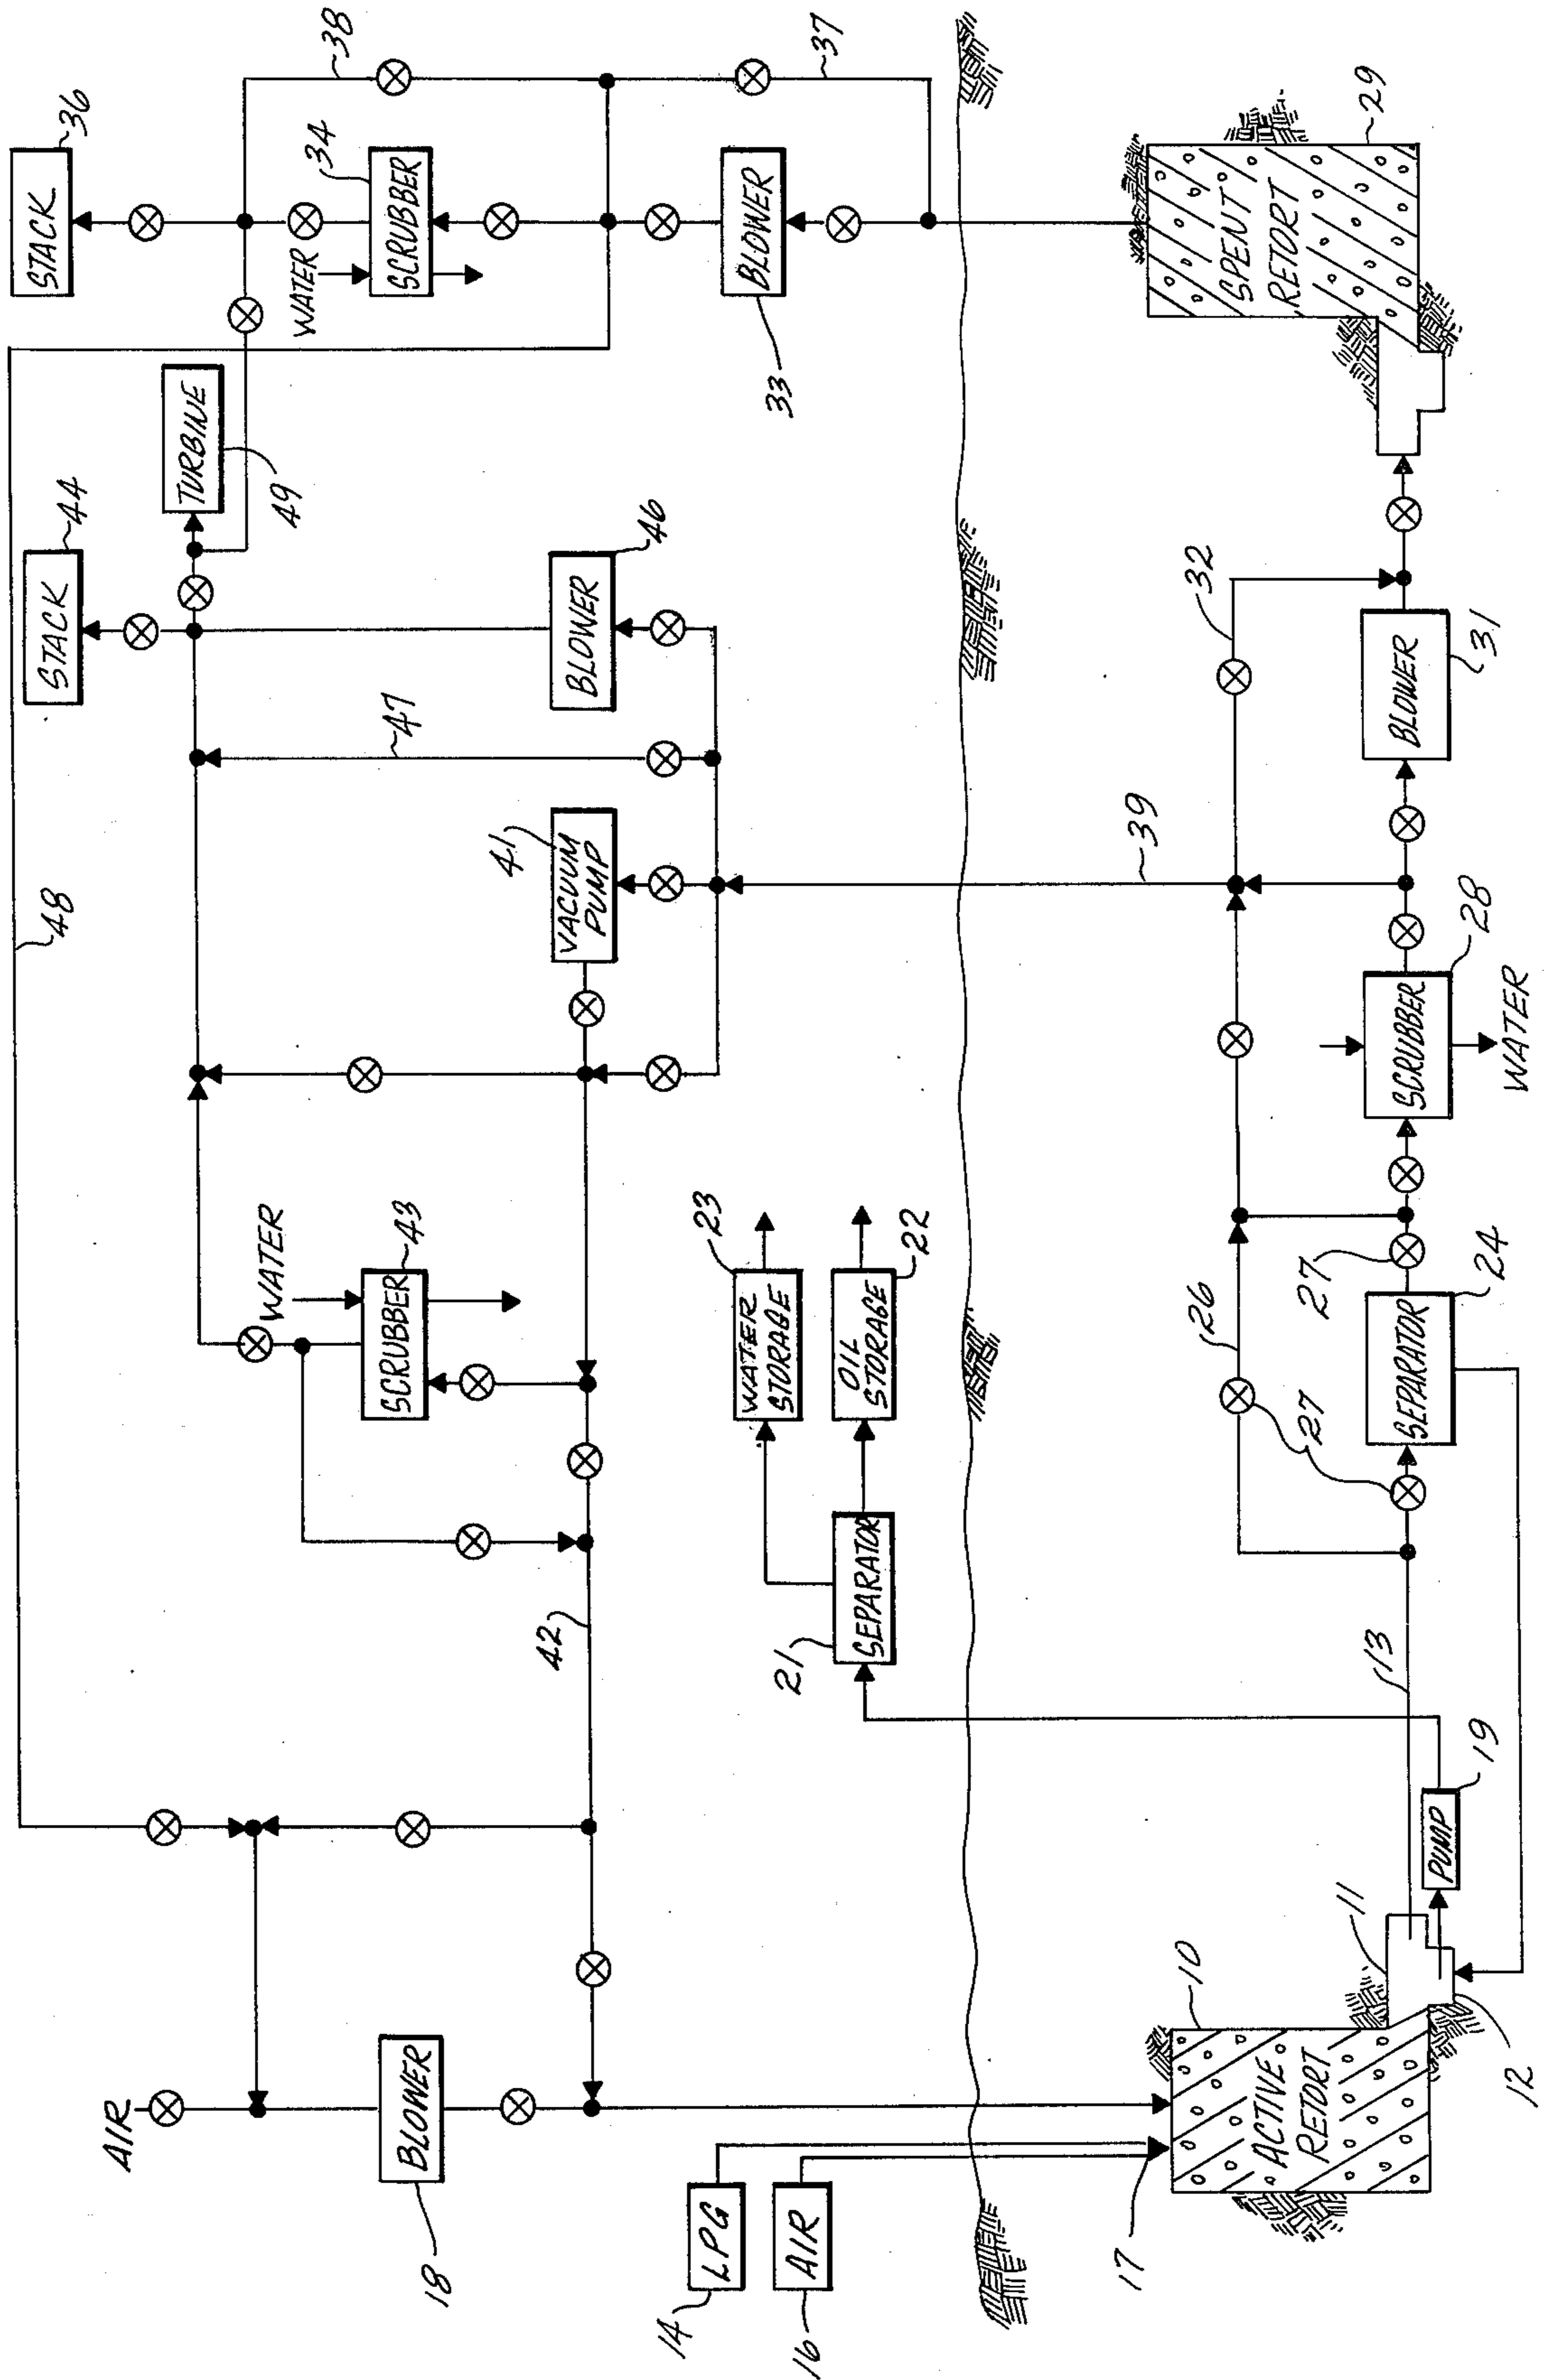 36
STACK
44
STACK
48
AIR
TURBINE
49
WATER
WATER
38
34
BLOWER
18
SCRUBBER
43
SCRUBBER
47
41
VACUUM
PUMP
BLOWER
46
42
LPG
14
23
WATER
STORAGE
BLOWER
33
37
AIR
16
21
SEPARATOR
OIL
STORAGE
22
17
39
10
26
32
ACTIVE
RETORT
11
12
13
PUMP
19
27
27
SEPARATOR
24
SCRUBBER
28
WATER
BLOWER
31
SPENT
RETORT
29